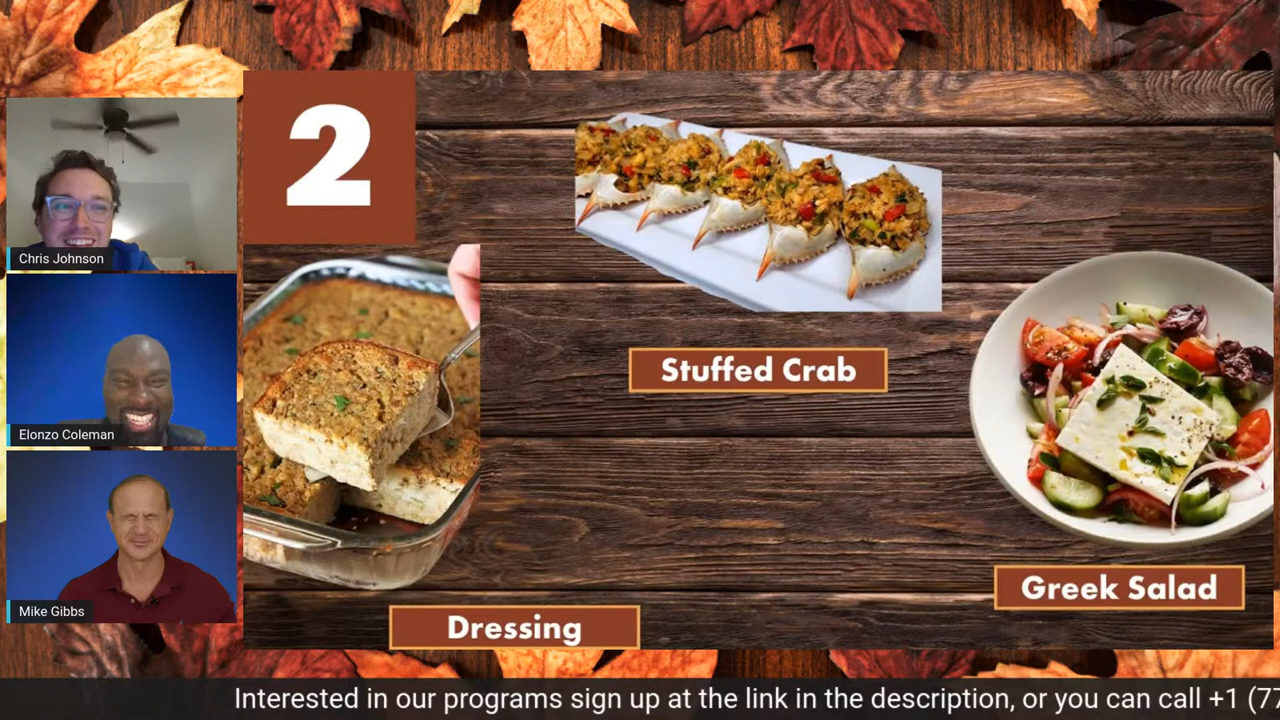 2
Chris Johnson
Stuffed Crab
Elonzo Coleman
Greek Salad
Mike Gibbs
Dressing
Interested in our programs sign up at the link in the description, or you can call +1 (77